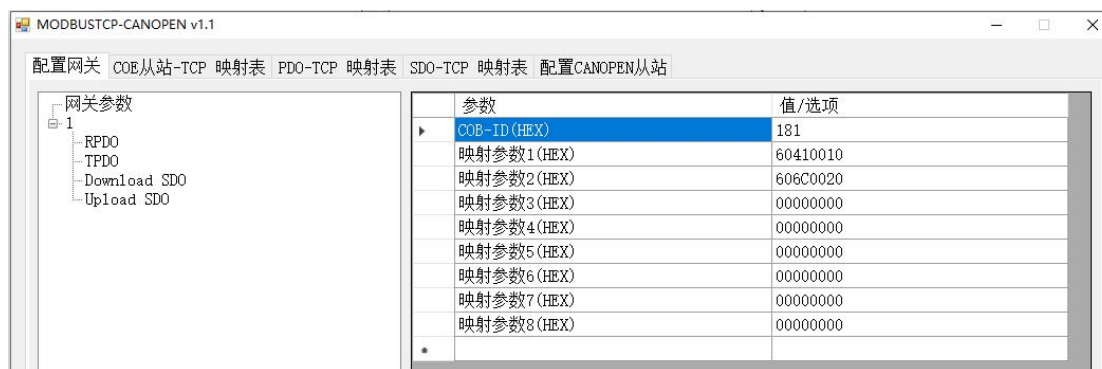 MODBUSTCP-CANOPEN v1.1
配置网关 COE从站-TCP 映射表 PDO-TCP 映射表 SDO-TCP 映射表 配置CANOPEN从站
网关参数
1
RPDO
TPDO
Download SDO
Upload SDO
参数 值/选项
COB-ID(HEX) 181
映射参数1(HEX) 60410010
映射参数2(HEX) 606C0020
映射参数3(HEX) 00000000
映射参数4(HEX) 00000000
映射参数5(HEX) 00000000
映射参数6(HEX) 00000000
映射参数7(HEX) 00000000
映射参数8(HEX) 00000000